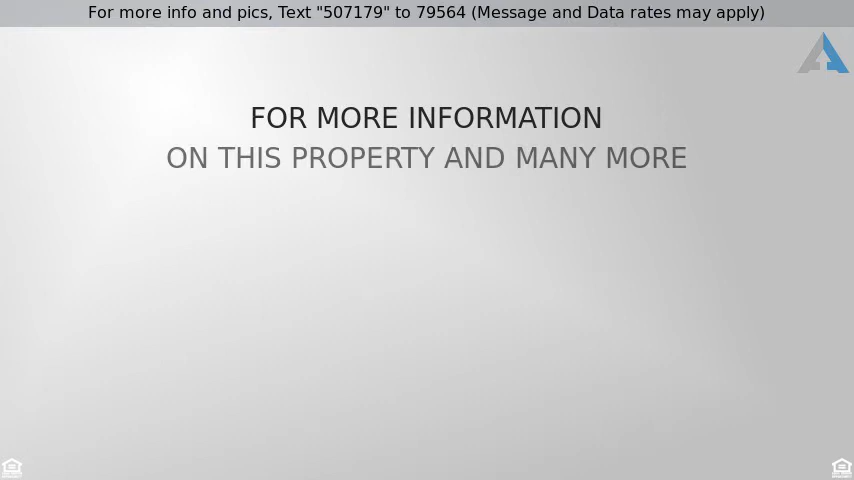 For more info and pics, Text "507179" to 79564 (Message and Data rates may apply)
FOR MORE INFORMATION
ON THIS PROPERTY AND MANY MORE